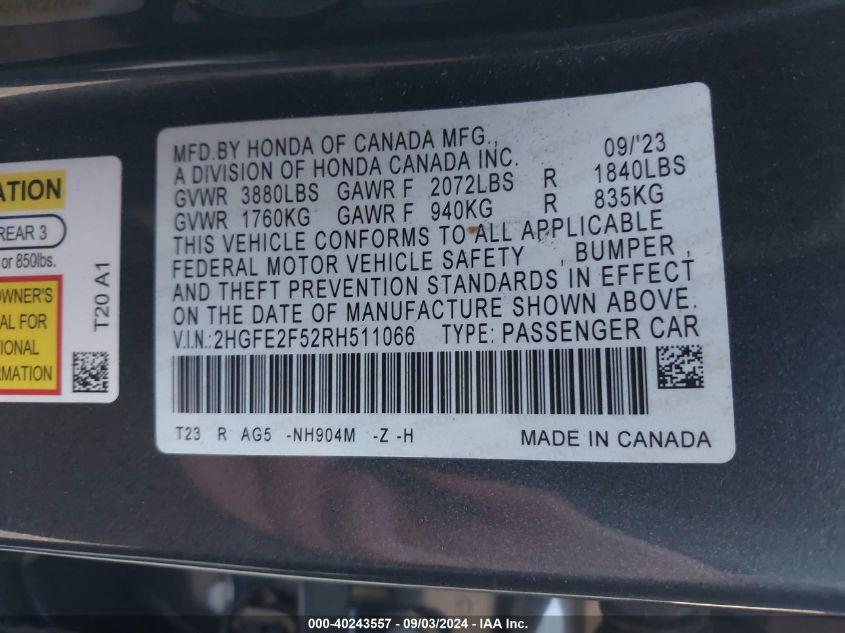 ATION
REAR 3
or 850lbs.
OWNER'S
AL FOR
TIONAL
RMATION
T20 A1
MFD.BY HONDA OF CANADA MFG., 09/'23
A DIVISION OF HONDA CANADA INC.
GVWR 3880LBS GAWR F 2072LBS R 1840LBS
GVWR 1760KG GAWR F 940KG R 835KG
THIS VEHICLE CONFORMS TO ALL APPLICABLE
FEDERAL MOTOR VEHICLE SAFETY , BUMPER ,
AND THEFT PREVENTION STANDARDS IN EFFECT
ON THE DATE OF MANUFACTURE SHOWN ABOVE.
V.I.N.:2HGFE2F52RH511066 TYPE: PASSENGER CAR
T23 R AG5 -NH904M -Z -H MADE IN CANADA
000-40243557 - 09/03/2024 - IAA Inc.